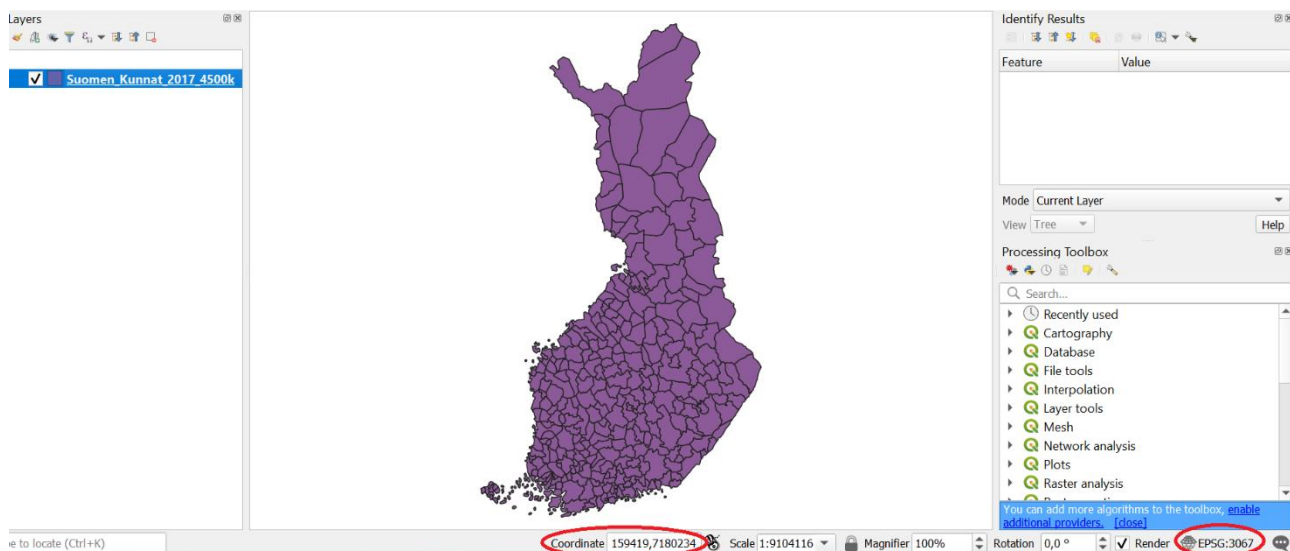 Layers
Suomen_Kunnat_2017_4500k
Identify Results
Feature Value
Mode Current Layer
View Tree Help
Processing Toolbox
Search...
Recently used
Cartography
Database
File tools
Interpolation
Layer tools
Mesh
Network analysis
Plots
Raster analysis
You can add more algorithms to the toolbox, enable
additional providers. [close]
e to locate (Ctrl+K) Coordinate 159419,7180234 Scale 1:9104116 Magnifier 100% Rotation 0,0 ° Render EPSG:3067